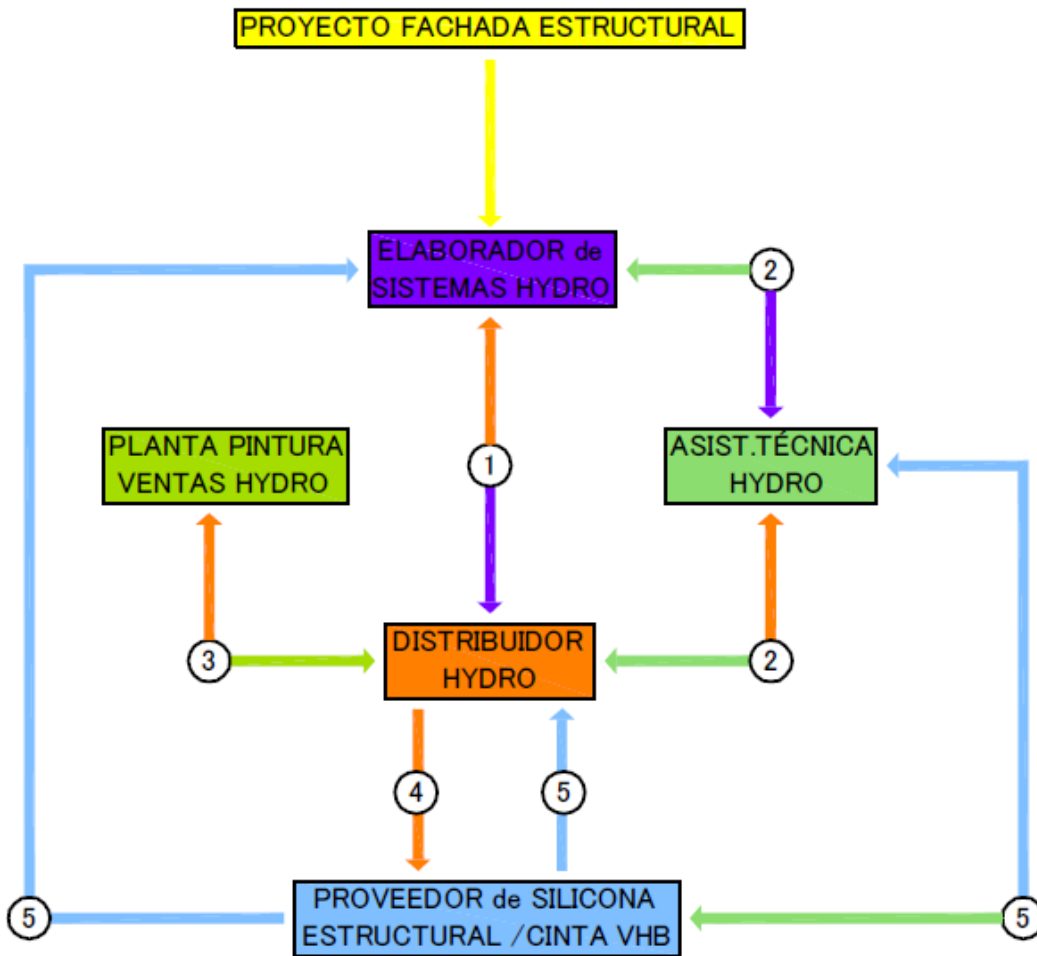 PROYECTO FACHADA ESTRUCTURAL
ELABORADOR de
SISTEMAS HYDRO
2
PLANTA PINTURA
VENTAS HYDRO
1
ASIST.TÉCNICA
HYDRO
3
DISTRIBUIDOR
HYDRO
2
4
5
5
PROVEEDOR de SILICONA
ESTRUCTURAL /CINTA VHB
5